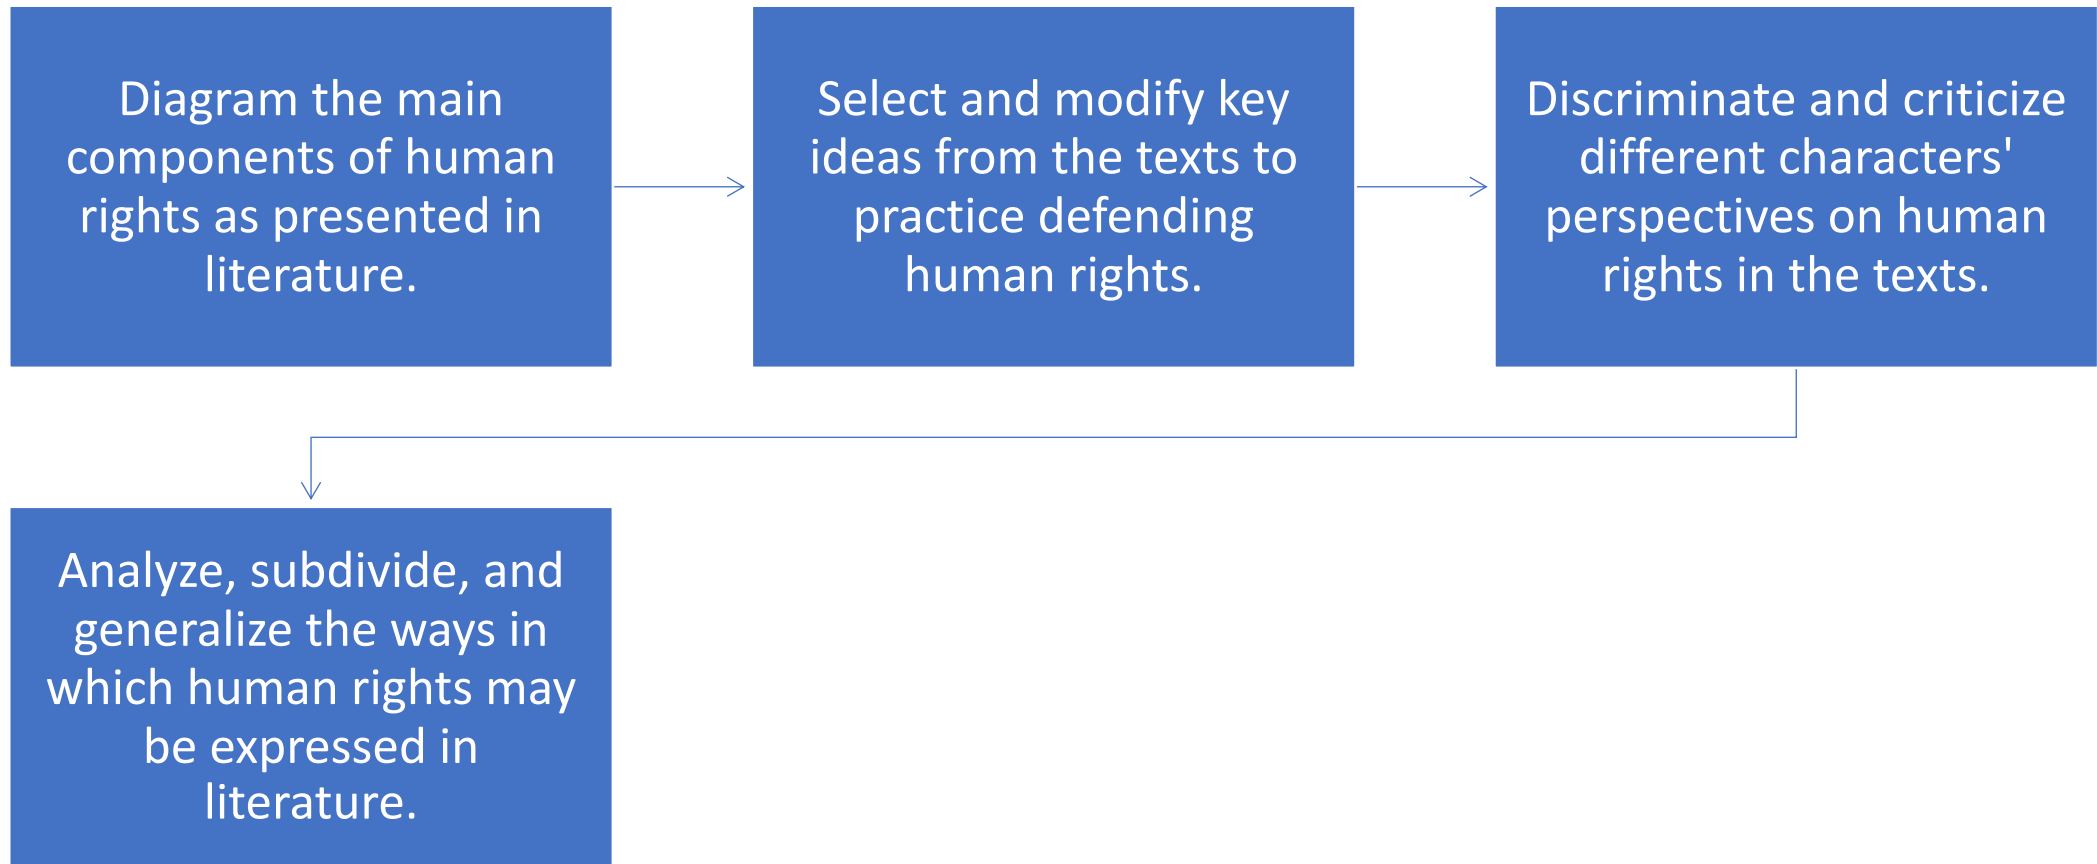 Diagram the main
components of human
rights as presented in
literature.
Select and modify key
ideas from the texts to
practice defending
human rights.
Discriminate and criticize
different characters'
perspectives on human
rights in the texts.
Analyze, subdivide, and
generalize the ways in
which human rights may
be expressed in
literature.